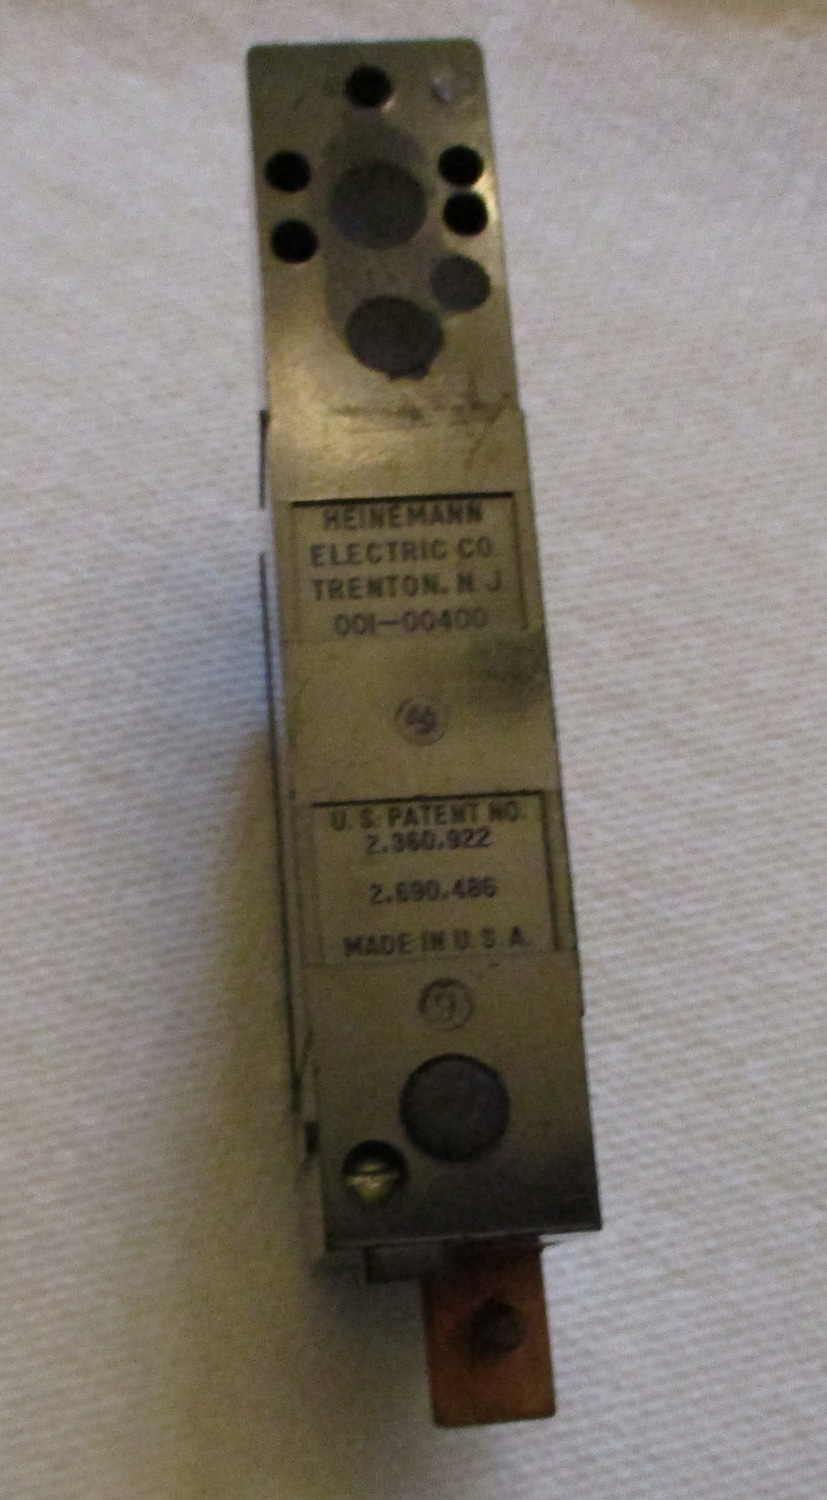 HEINEMANN
ELECTRIC CO
TRENTON. N. J
001-00400
U. S. PATENT NO.
2.360.922
2.690.486
MADE IN U. S. A.